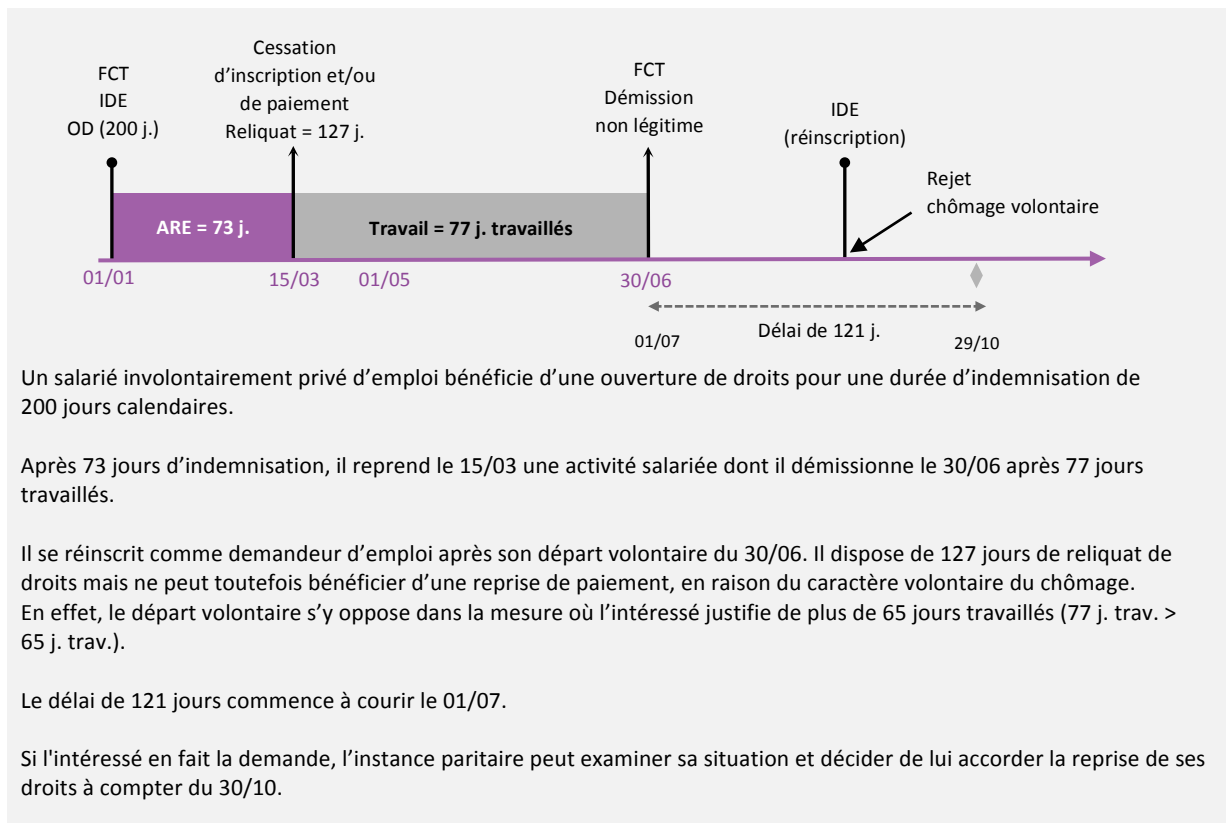 Cessation
d’inscription et/ou
de paiement
Reliquat = 127 j.
FCT
IDE
OD (200 j.)
FCT
Démission
non légitime
IDE
(réinscription)
Rejet
chômage volontaire
ARE = 73 j.
Travail = 77 j. travaillés
01/01
15/03
01/05
30/06
01/07
Délai de 121 j.
29/10
Un salarié involontairement privé d’emploi bénéficie d’une ouverture de droits pour une durée d’indemnisation de
200 jours calendaires.
Après 73 jours d’indemnisation, il reprend le 15/03 une activité salariée dont il démissionne le 30/06 après 77 jours
travaillés.
Il se réinscrit comme demandeur d’emploi après son départ volontaire du 30/06. Il dispose de 127 jours de reliquat de
droits mais ne peut toutefois bénéficier d’une reprise de paiement, en raison du caractère volontaire du chômage.
En effet, le départ volontaire s’y oppose dans la mesure où l’intéressé justifie de plus de 65 jours travaillés (77 j. trav. >
65 j. trav.).
Le délai de 121 jours commence à courir le 01/07.
Si l'intéressé en fait la demande, l’instance paritaire peut examiner sa situation et décider de lui accorder la reprise de ses
droits à compter du 30/10.